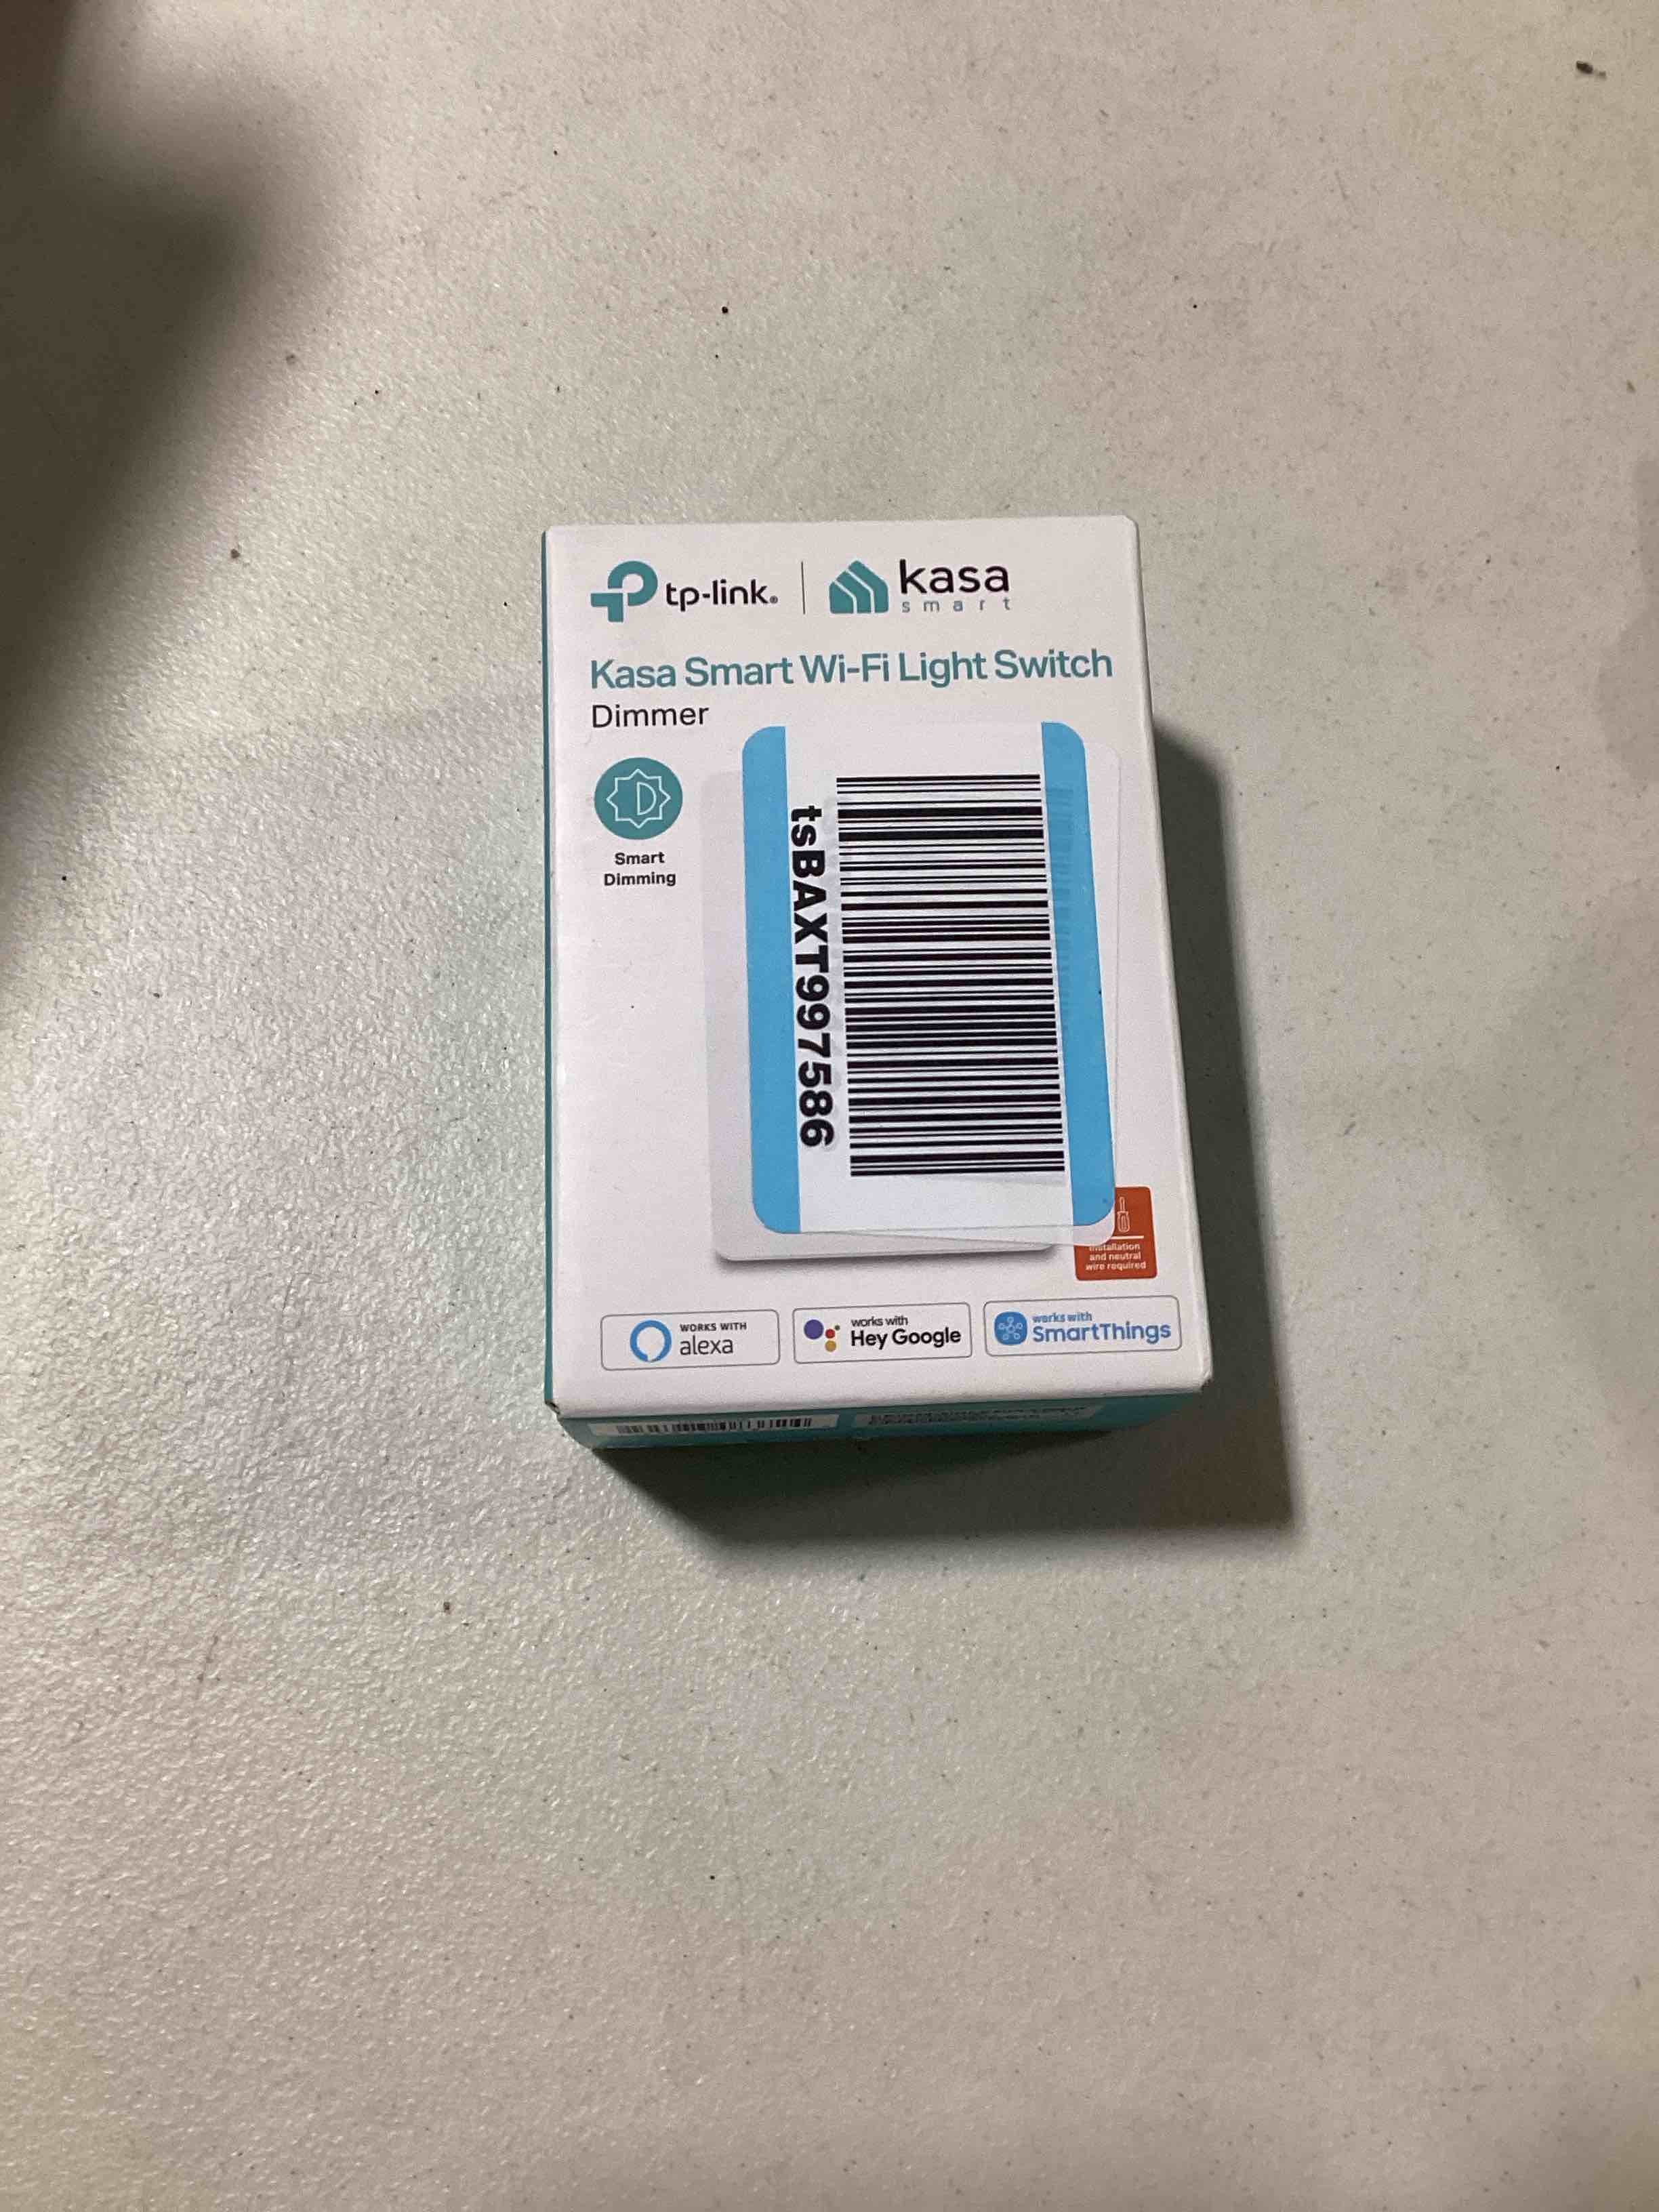 tp-link®
kasa
smart
Kasa Smart Wi-Fi Light Switch
Dimmer
Smart
Dimming
tsBAXT997586
Installation
and neutral
wire required
WORKS WITH
alexa
works with
Hey Google
works with
SmartThings